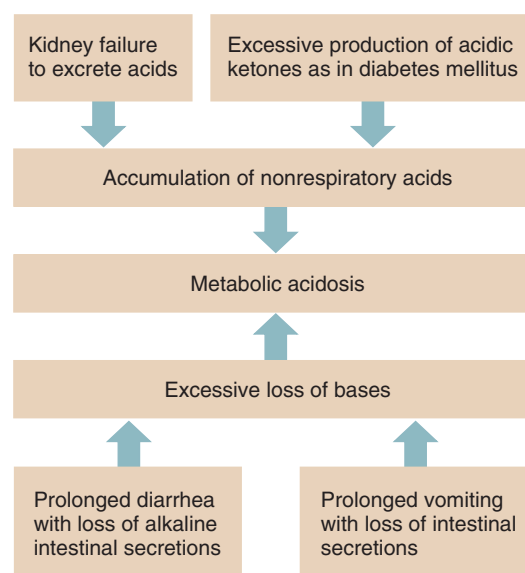 Kidney failure
to excrete acids
Excessive production of acidic
ketones as in diabetes mellitus
Accumulation of nonrespiratory acids
Metabolic acidosis
Excessive loss of bases
Prolonged diarrhea
with loss of alkaline
intestinal secretions
Prolonged vomiting
with loss of intestinal
secretions